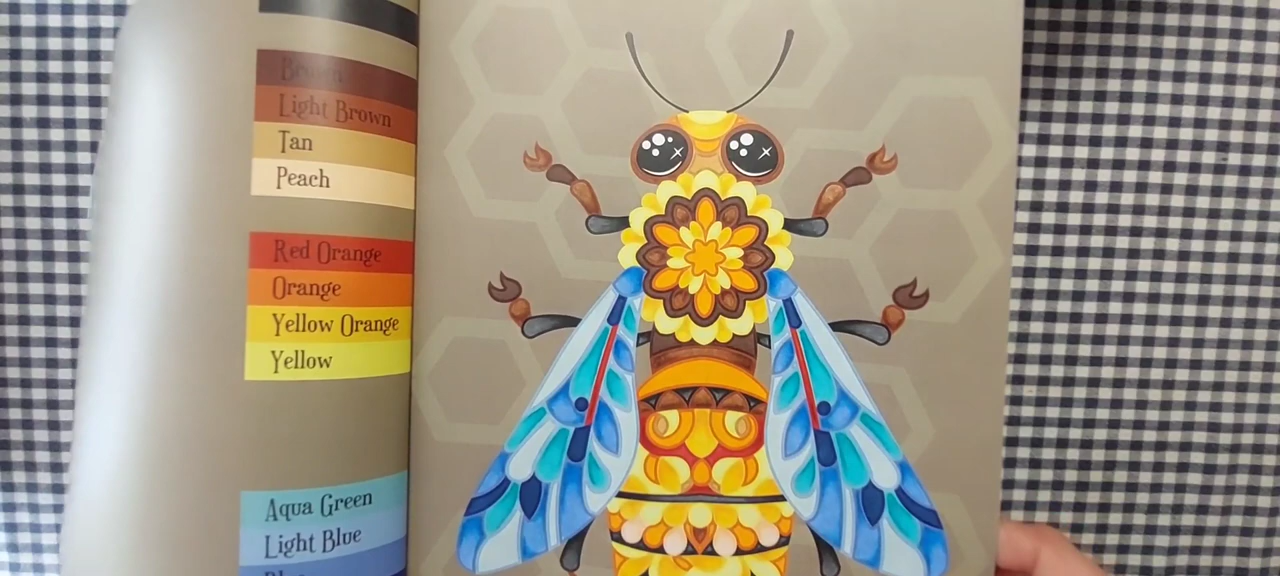 Brown
Light Brown
Tan
Peach
Red Orange
Orange
Yellow Orange
Yellow
Aqua Green
Light Blue